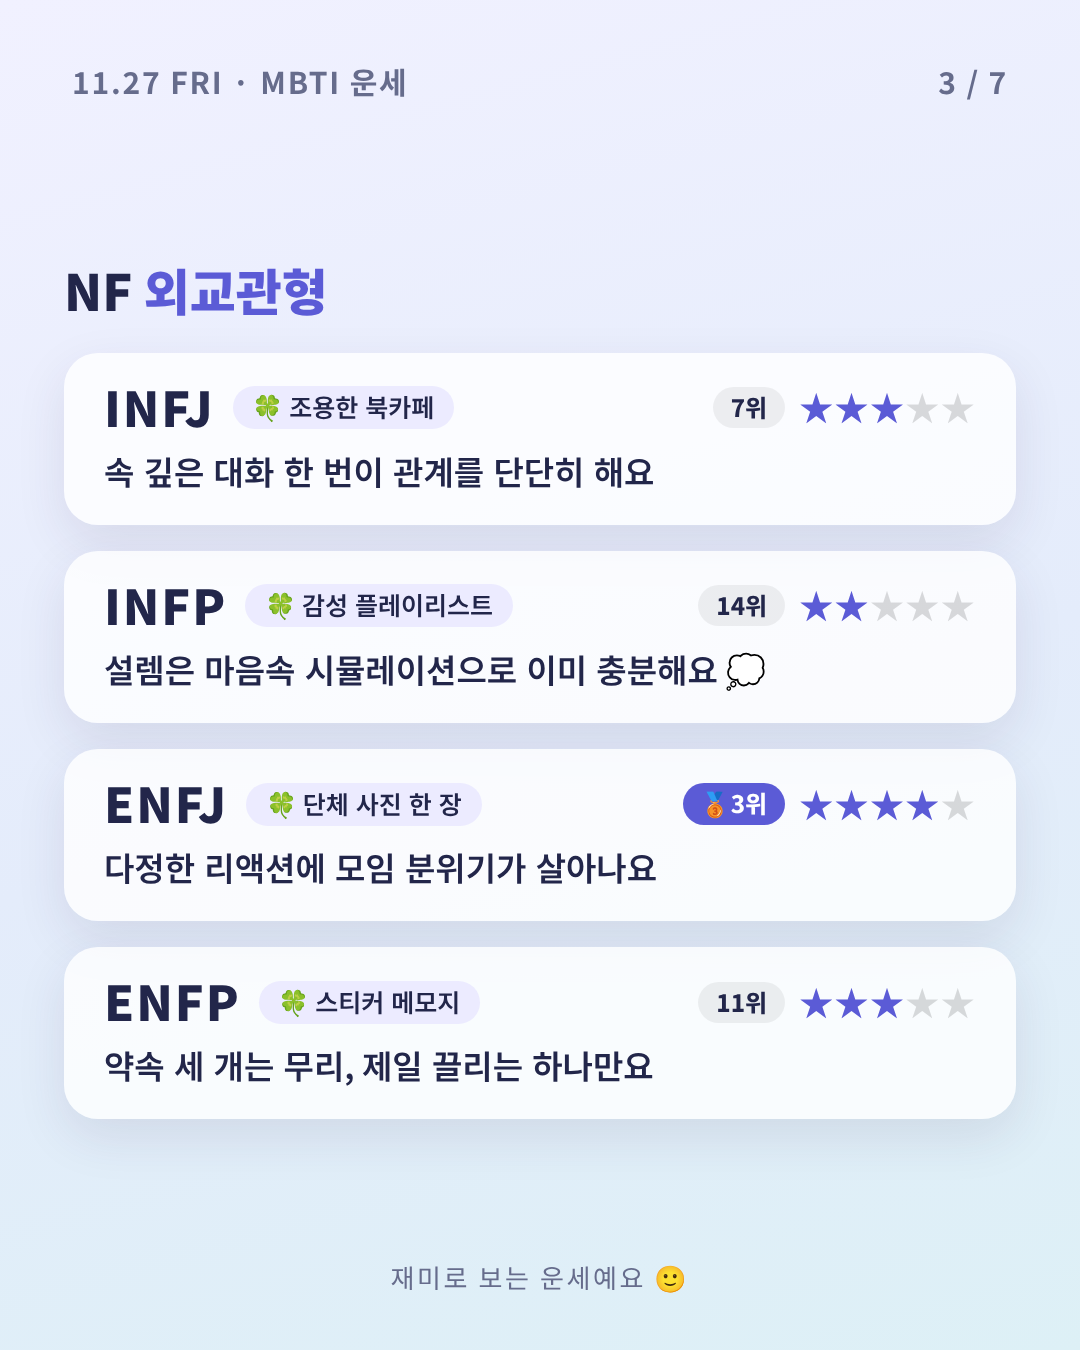 11.27 FRI · MBTI 운세
3 / 7
NF 외교관형
INFJ 🍀 조용한 북카페 7위 ★★★★★
속 깊은 대화 한 번이 관계를 단단히 해요
INFP 🍀 감성 플레이리스트 14위 ★★★★★
설렘은 마음속 시뮬레이션으로 이미 충분해요 💭
ENFJ 🍀 단체 사진 한 장 🥉 3위 ★★★★★
다정한 리액션에 모임 분위기가 살아나요
ENFP 🍀 스티커 메모지 11위 ★★★★★
약속 세 개는 무리, 제일 끌리는 하나만요
재미로 보는 운세예요 🙂